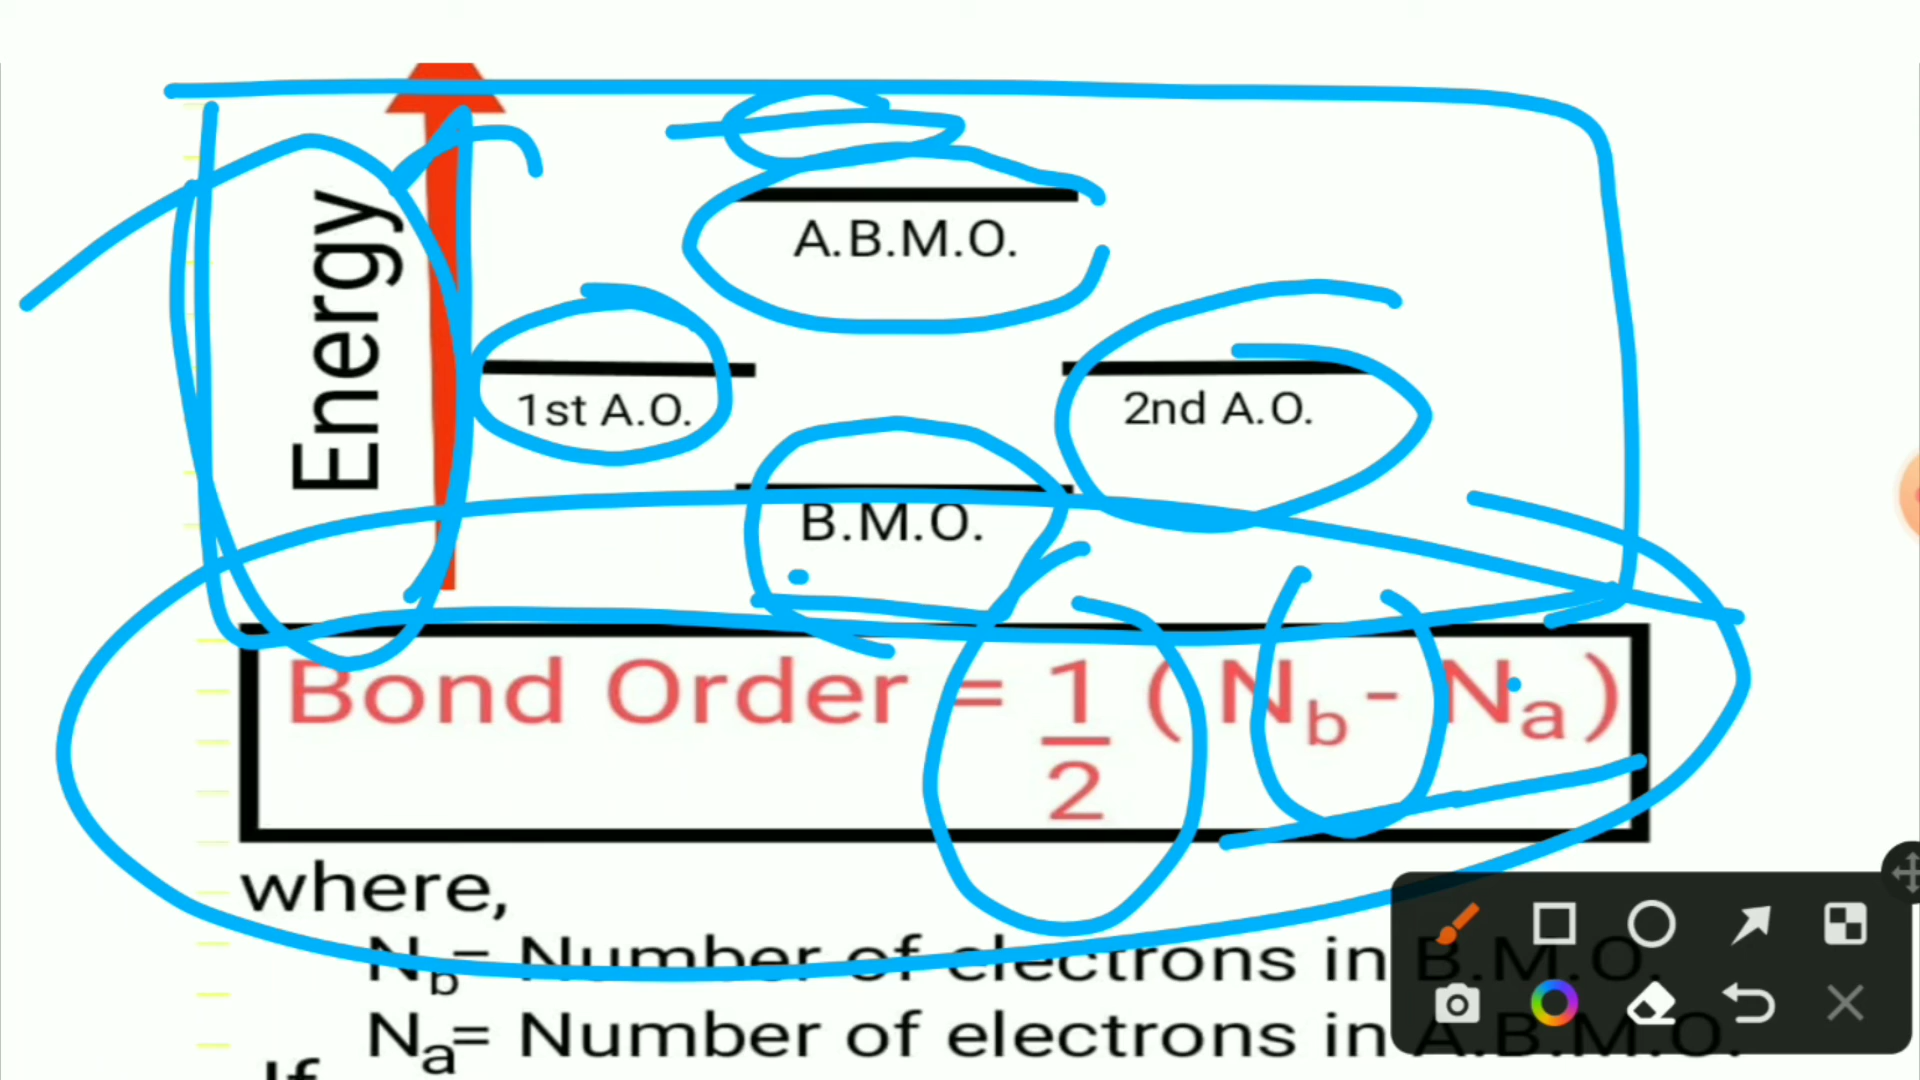 Energy
A.B.M.O.
1st A.O.
2nd A.O.
B.M.O.
Bond Order = 1/2 ( Nb - Na )
where,
Nb = Number of electrons in B.M.O.
Na = Number of electrons in A.B.M.O.
If